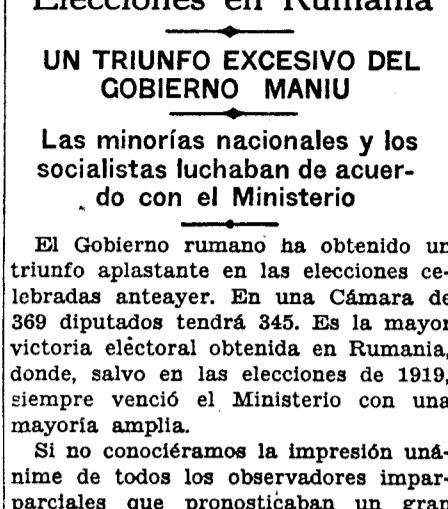 Elecciones en Rumania
UN TRIUNFO EXCESIVO DEL
GOBIERNO MANIU
Las minorías nacionales y los
socialistas luchaban de acuer-
do con el Ministerio
El Gobierno rumano ha obtenido un
triunfo aplastante en las elecciones ce-
lebradas anteayer. En una Cámara de
369 diputados tendrá 345. Es la mayor
victoria electoral obtenida en Rumania,
donde, salvo en las elecciones de 1919,
siempre venció el Ministerio con una
mayoría amplia.
Si no conociéramos la impresión uná-
nime de todos los observadores impar-
parciales que pronosticaban un gran